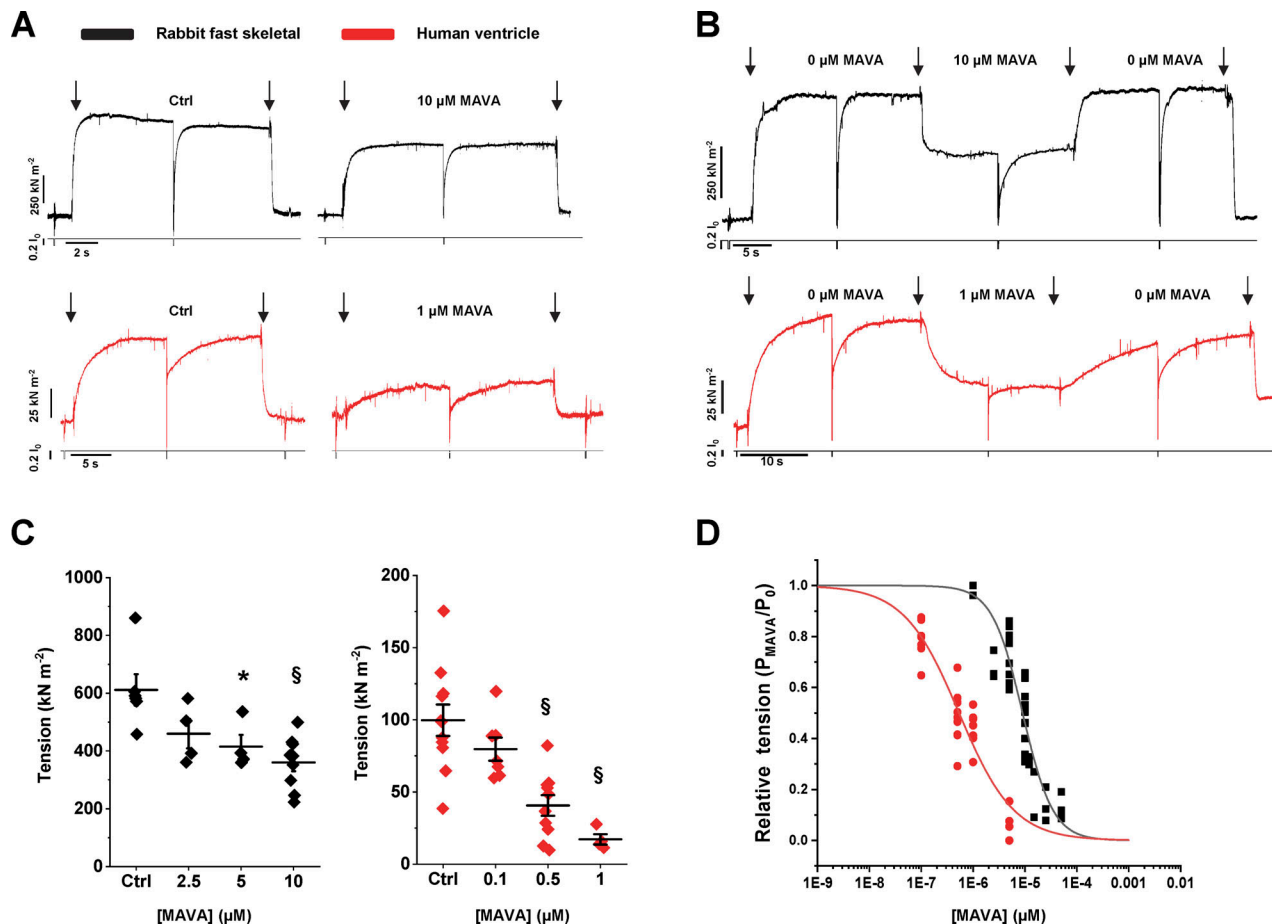 A
Rabbit fast skeletal
Human ventricle
Ctrl
10 µM MAVA
250 kN m⁻²
0.2 l₀
2 s
Ctrl
1 µM MAVA
25 kN m⁻²
0.2 l₀
5 s
B
0 µM MAVA
10 µM MAVA
0 µM MAVA
250 kN m⁻²
0.2 l₀
5 s
0 µM MAVA
1 µM MAVA
0 µM MAVA
25 kN m⁻²
0.2 l₀
10 s
C
Tension (kN m⁻²)
1000
800
600
400
200
0
*
§
Ctrl 2.5 5 10
[MAVA] (µM)
Tension (kN m⁻²)
200
150
100
50
0
§
§
Ctrl 0.1 0.5 1
[MAVA] (µM)
D
Relative tension (P_MAVA/P₀)
1.0
0.8
0.6
0.4
0.2
0.0
1E-9 1E-8 1E-7 1E-6 1E-5 1E-4 0.001 0.01
[MAVA] (µM)